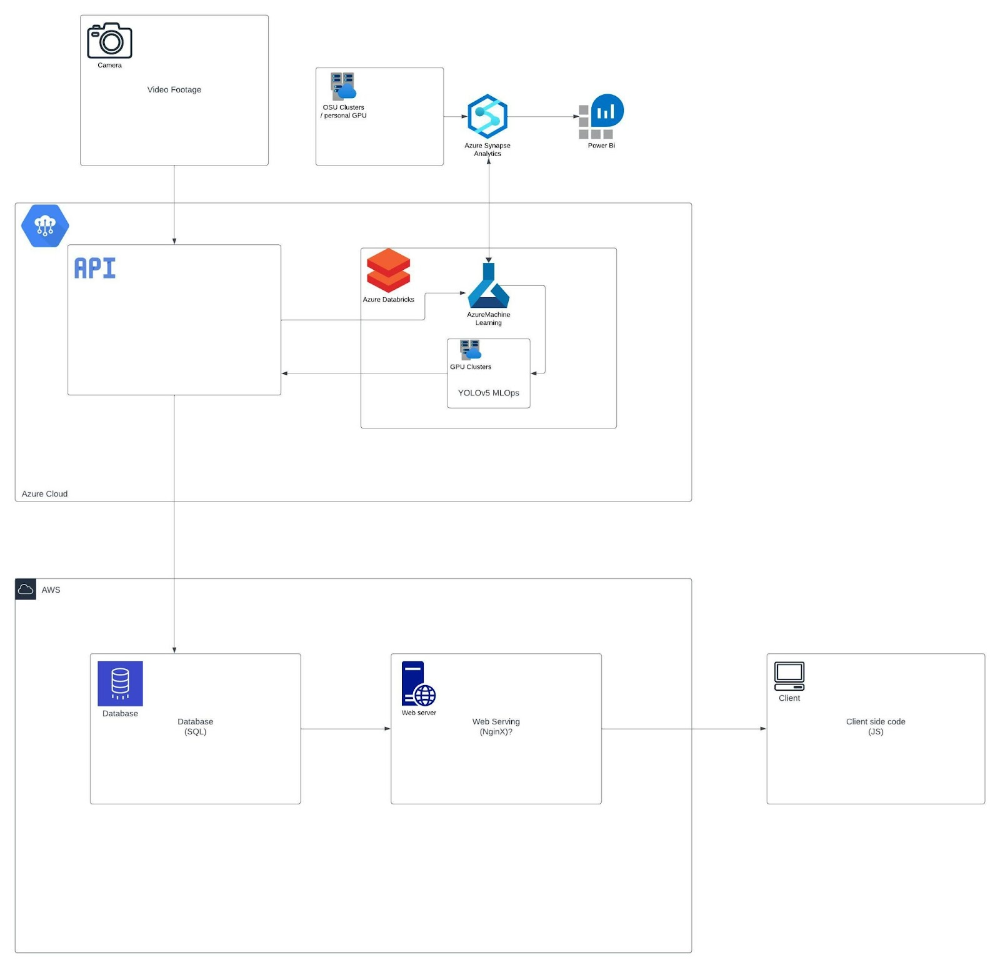 Camera
Video Footage
OSU Clusters
/ personal GPU
Azure Synapse
Analytics
Power Bi
API
Azure Databricks
AzureMachine
Learning
GPU Clusters
YOLOv5 MLOps
Azure Cloud
AWS
Database
Database
(SQL)
Web server
Web Serving
(NginX)?
Client
Client side code
(JS)